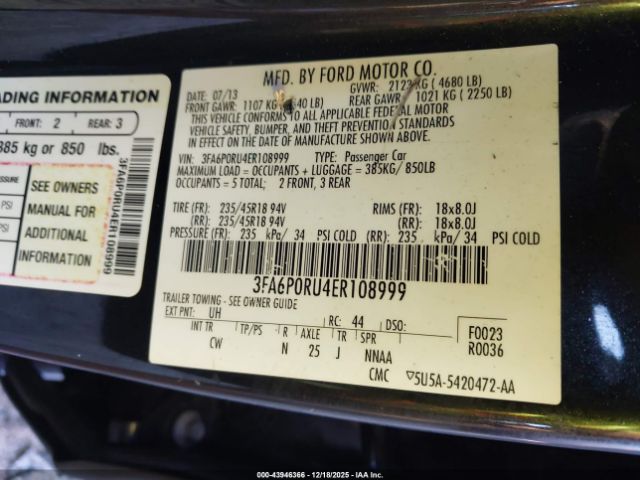 MFD. BY FORD MOTOR CO.
DATE: 07/13 GVWR: 2123 KG ( 4680 LB)
FRONT GAWR: 1107 KG 40 LB) REAR GAWR: 1021 KG ( 2250 LB)
THIS VEHICLE CONFORMS TO ALL APPLICABLE FEDERAL MOTOR
VEHICLE SAFETY, BUMPER, AND THEFT PREVENTION STANDARDS
IN EFFECT ON THE DATE OF MANUFACTURE SHOWN ABOVE.
VIN: 3FA6P0RU4ER108999 TYPE: Passenger Car
MAXIMUM LOAD = OCCUPANTS + LUGGAGE = 385KG/ 850LB
OCCUPANTS = 5 TOTAL; 2 FRONT, 3 REAR
TIRE (FR): 235/45R18 94V RIMS (FR): 18x8.0J
(RR): 235/45R18 94V (RR): 18x8.0J
PRESSURE (FR): 235 kPa/ 34 PSI COLD (RR): 235 kPa/ 34 PSI COLD
3FA6P0RU4ER108999
TRAILER TOWING - SEE OWNER GUIDE
EXT PNT: UH RC: 44 DSO: F0023
R0036
INT TR TP/PS R AXLE TR SPR
CW N 25 J NNAA
CMC 5U5A-5420472-AA
ADING INFORMATION
FRONT: 2 REAR: 3
385 kg or 850 lbs.
SEE OWNERS
MANUAL FOR
ADDITIONAL
INFORMATION
PSI
PSI
3FA6P0RU4ER108999
000-43946366 - 12/18/2025 - IAAI.COM